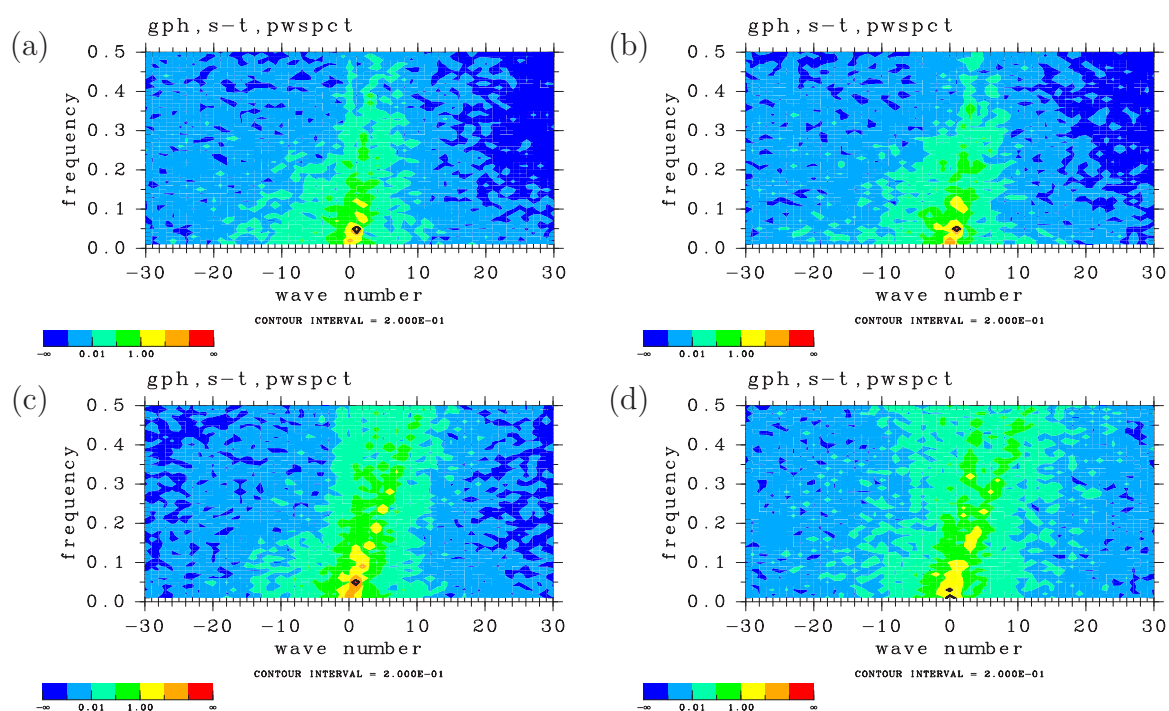 (a)
gph,s-t,pwspct
frequency
0.5
0.4
0.3
0.2
0.1
0.0
-30 -20 -10 0 10 20 30
wave number
CONTOUR INTERVAL = 2.000E-01
-∞ 0.01 1.00 ∞
(b)
gph,s-t,pwspct
frequency
0.5
0.4
0.3
0.2
0.1
0.0
-30 -20 -10 0 10 20 30
wave number
CONTOUR INTERVAL = 2.000E-01
-∞ 0.01 1.00 ∞
(c)
gph,s-t,pwspct
frequency
0.5
0.4
0.3
0.2
0.1
0.0
-30 -20 -10 0 10 20 30
wave number
CONTOUR INTERVAL = 2.000E-01
-∞ 0.01 1.00 ∞
(d)
gph,s-t,pwspct
frequency
0.5
0.4
0.3
0.2
0.1
0.0
-30 -20 -10 0 10 20 30
wave number
CONTOUR INTERVAL = 2.000E-01
-∞ 0.01 1.00 ∞